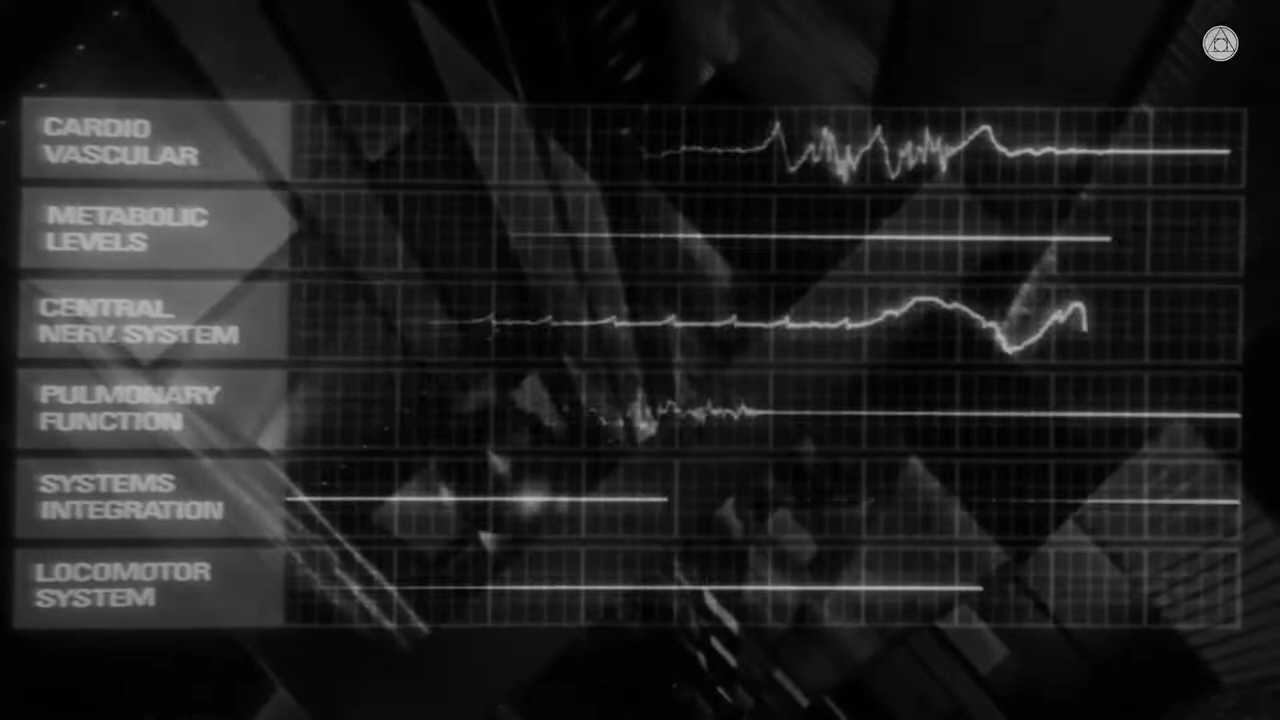 CARDIO
VASCULAR
METABOLIC
LEVELS
CENTRAL
NERV. SYSTEM
PULMONARY
FUNCTION
SYSTEMS
INTEGRATION
LOCOMOTOR
SYSTEM